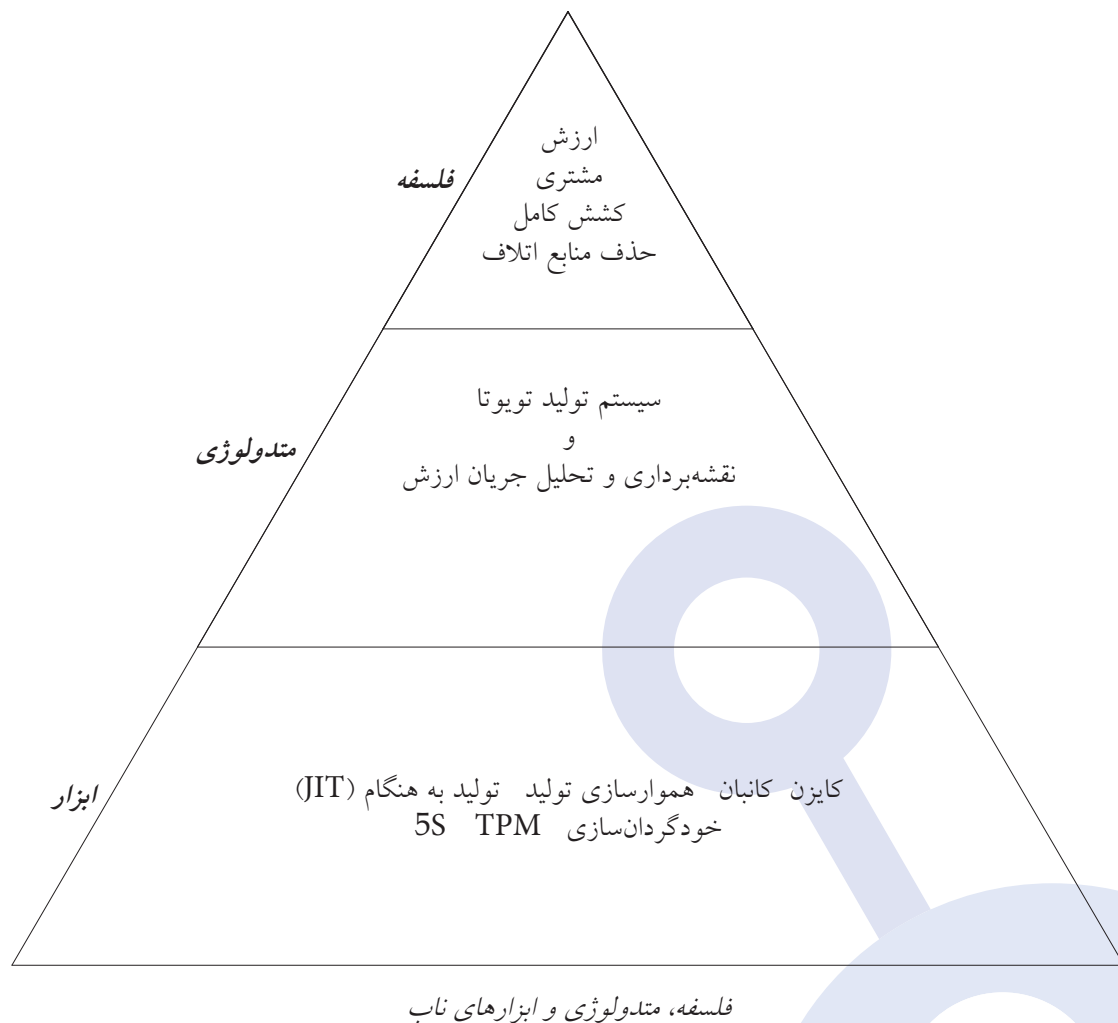 ارزش
مشتری
کشش کامل
حذف منابع اتلاف
فلسفه
سیستم تولید تویوتا
و
نقشه‌برداری و تحلیل جریان ارزش
متدولوژی
کایزن کانبان هموارسازی تولید تولید به هنگام (JIT)
خودگردان‌سازی 5S TPM
ابزار
فلسفه، متدولوژی و ابزارهای ناب